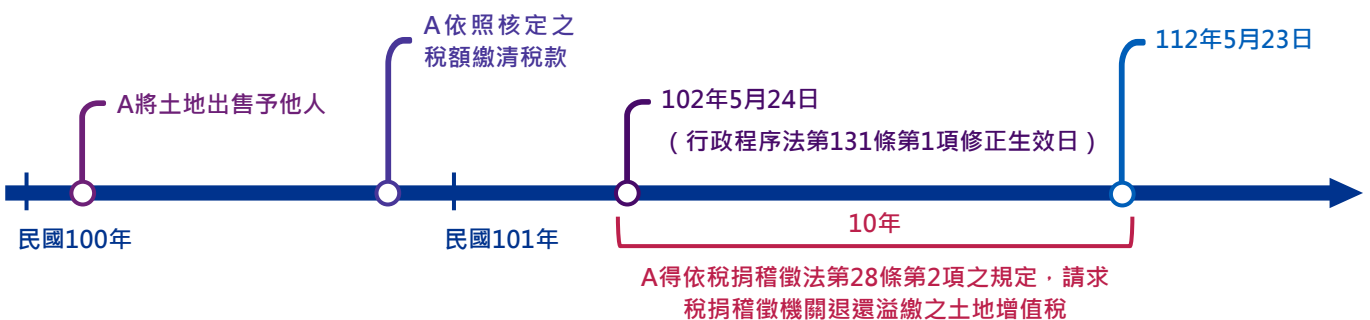 A依照核定之
稅額繳清稅款
112年5月23日
A將土地出售予他人
102年5月24日
（行政程序法第131條第1項修正生效日）
民國100年
民國101年
10年
A得依稅捐稽徵法第28條第2項之規定，請求
稅捐稽徵機關退還溢繳之土地增值稅